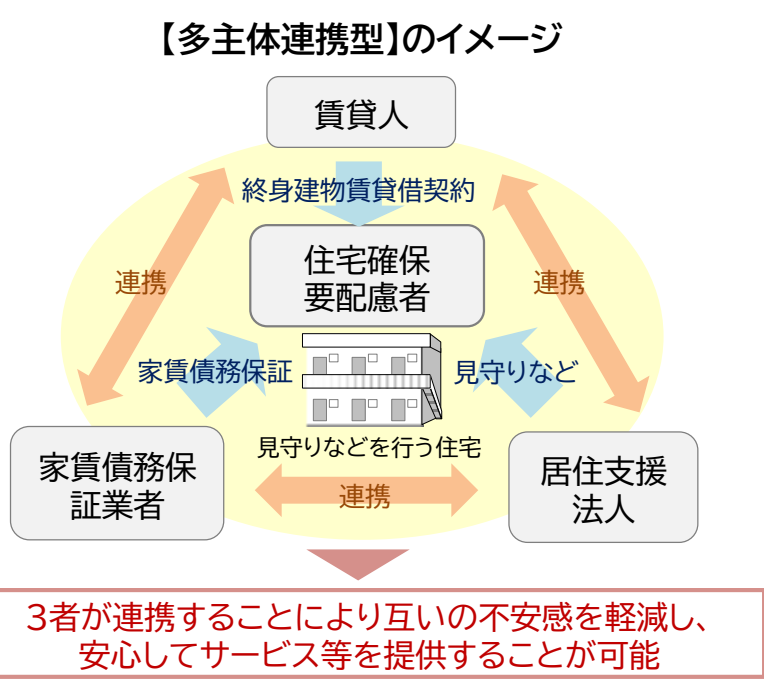 【多主体連携型】のイメージ
賃貸人
終身建物賃貸借契約
住宅確保
要配慮者
連携
連携
家賃債務保証
見守りなど
見守りなどを行う住宅
家賃債務保
証業者
連携
居住支援
法人
3者が連携することにより互いの不安感を軽減し、
安心してサービス等を提供することが可能